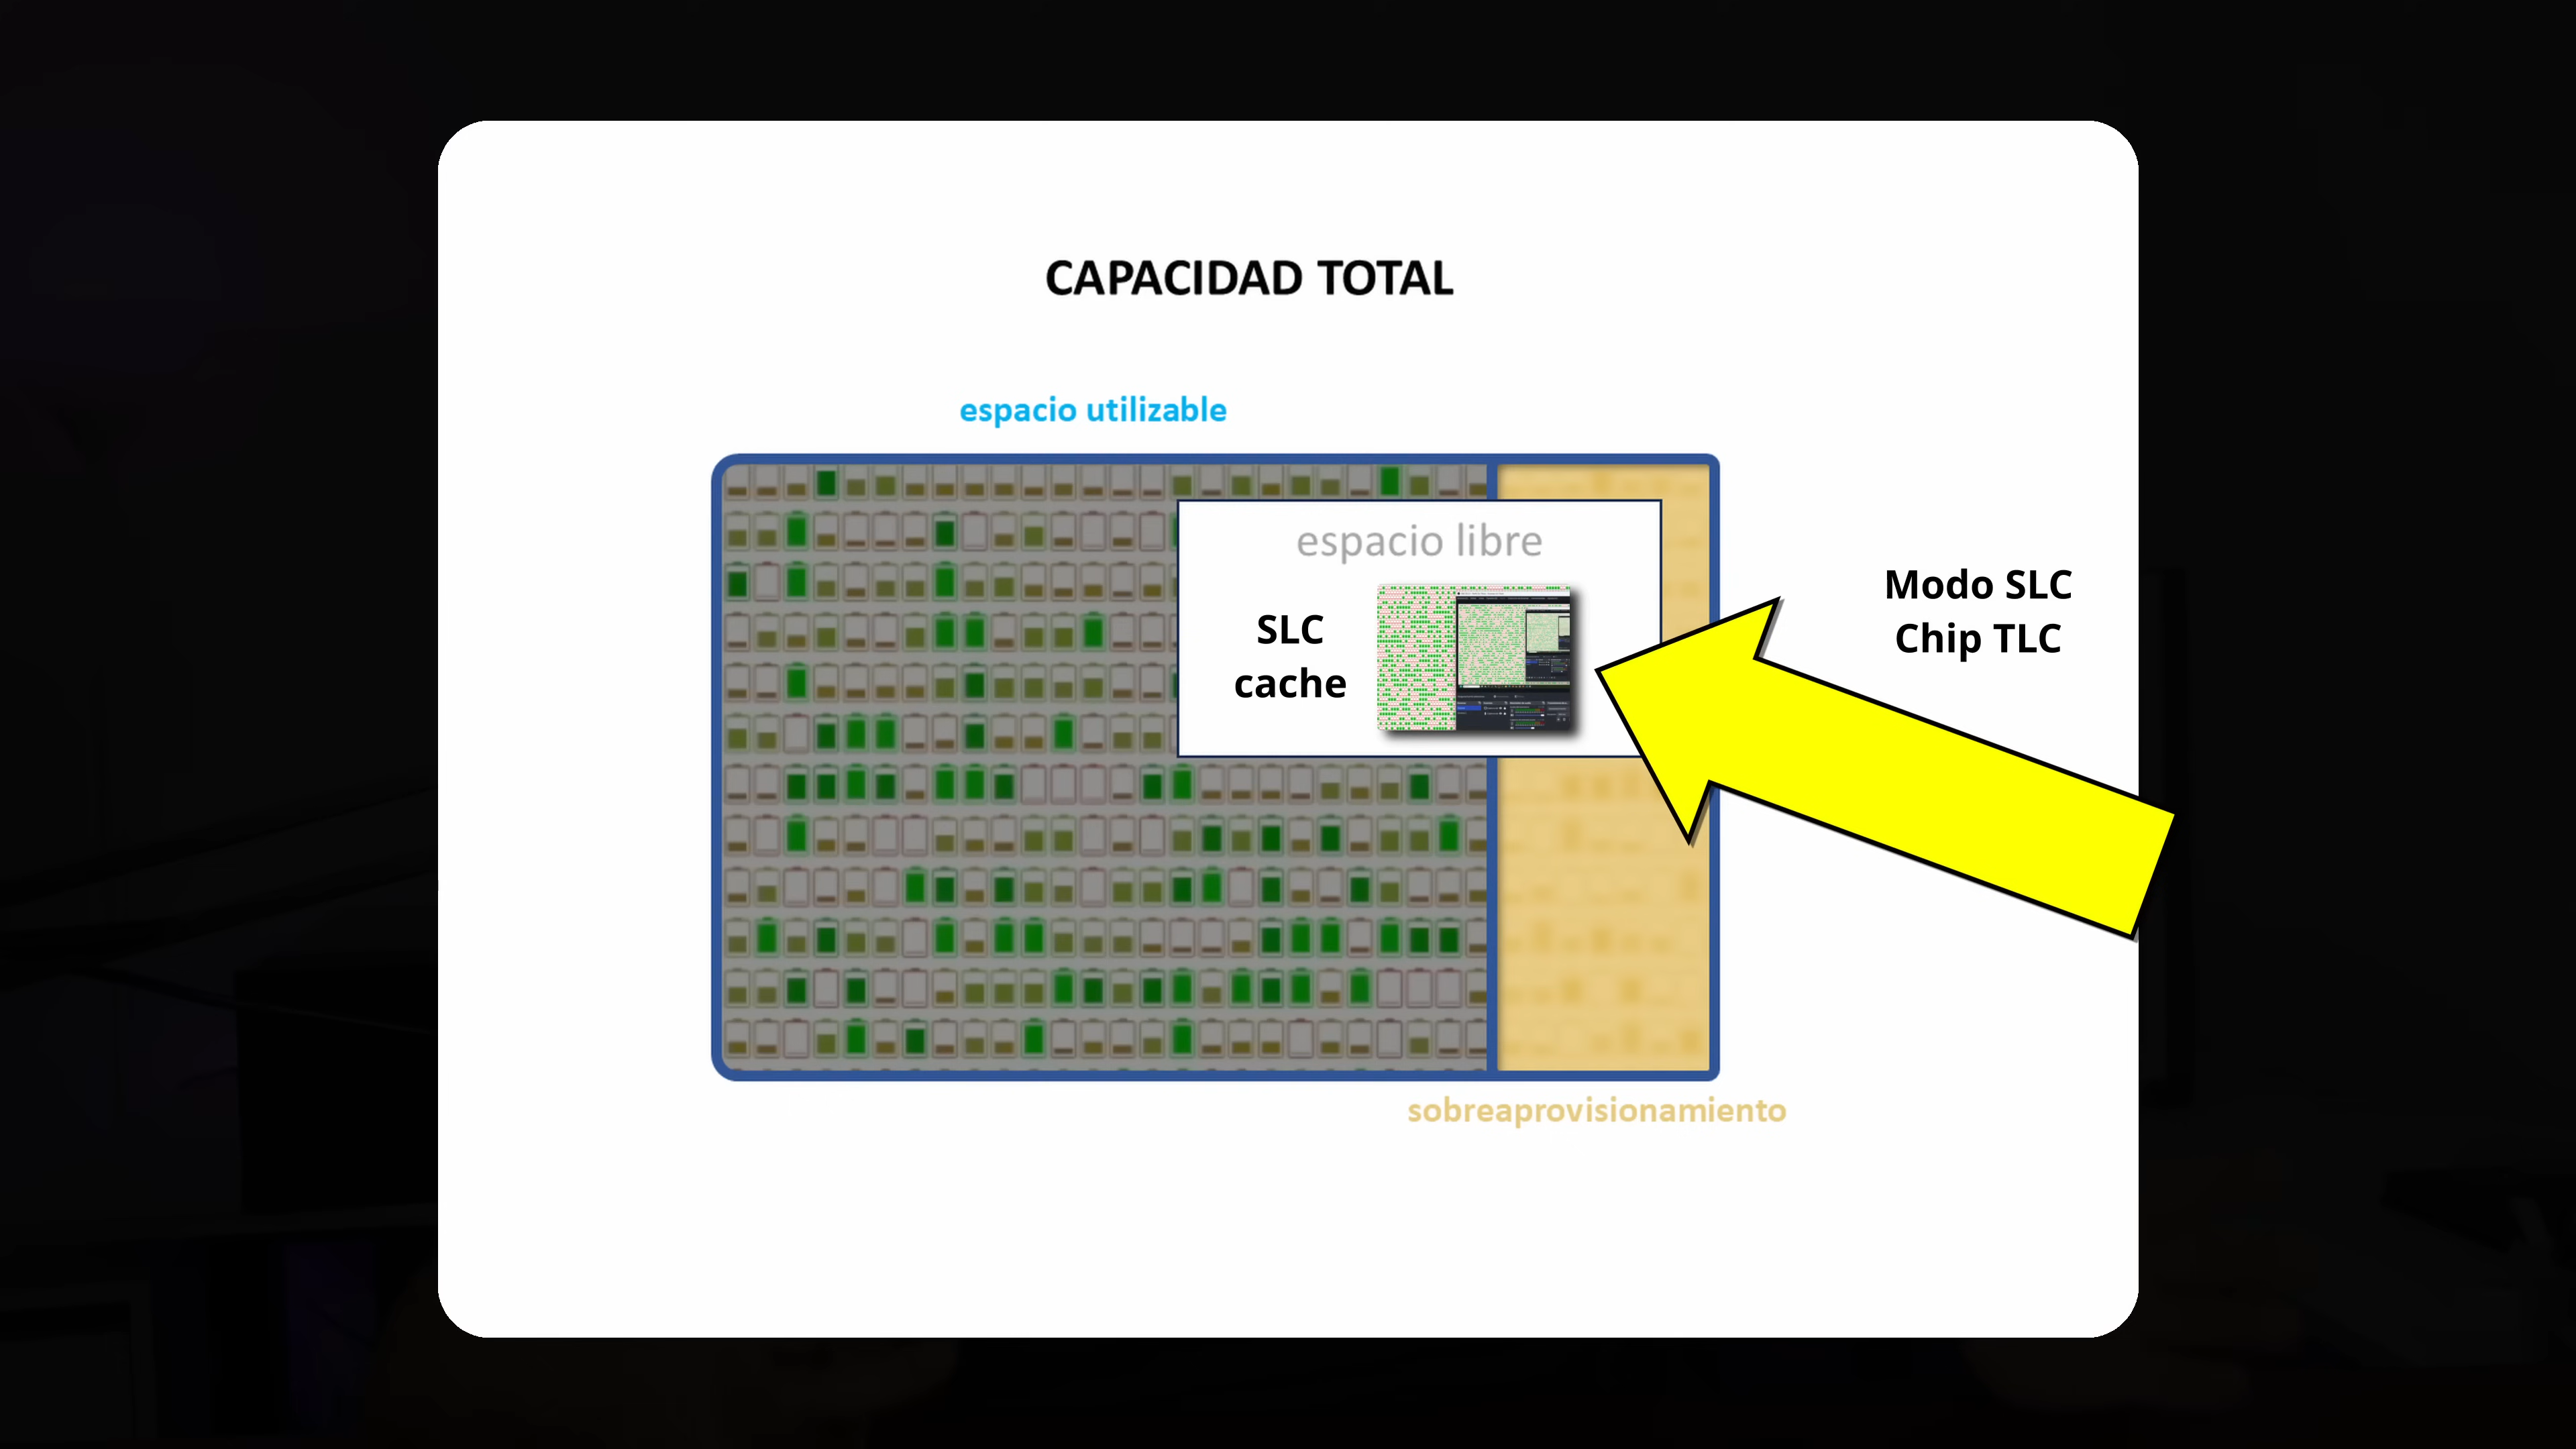 CAPACIDAD TOTAL
espacio utilizable
espacio libre
SLC
cache
Modo SLC
Chip TLC
sobreaprovisionamiento